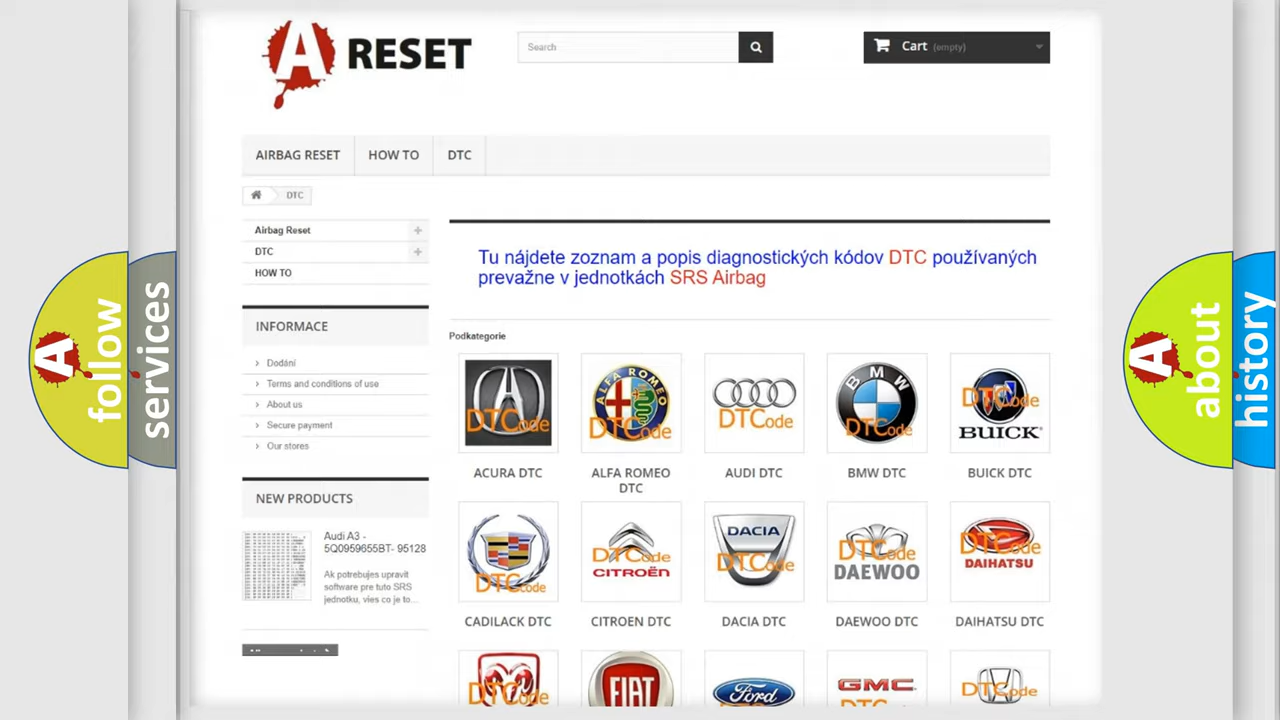 A RESET
Search
Cart (empty)
AIRBAG RESET
HOW TO
DTC
DTC
Airbag Reset
DTC
HOW TO
INFORMACE
Dodání
Terms and conditions of use
About us
Secure payment
Our stores
NEW PRODUCTS
Audi A3 -
5Q0959655BT- 95128
Ak potrebujes upravit
software pre tuto SRS
jednotku, vies co je to...
Tu nájdete zoznam a popis diagnostických kódov DTC používaných
prevažne v jednotkách SRS Airbag
Podkategorie
DTCode
ALFA ROMEO
DTCode
DTCode
BMW
DTCode
DTCode
BUICK
ACURA DTC
ALFA ROMEO
DTC
AUDI DTC
BMW DTC
BUICK DTC
DTCode
DTCode
CITROËN
DACIA
DTCode
DTCode
DAEWOO
DTCode
DAIHATSU
CADILACK DTC
CITROEN DTC
DACIA DTC
DAEWOO DTC
DAIHATSU DTC
DTCode
FIAT
Ford
GMC
DTCode
A
follow
services
A
about
history